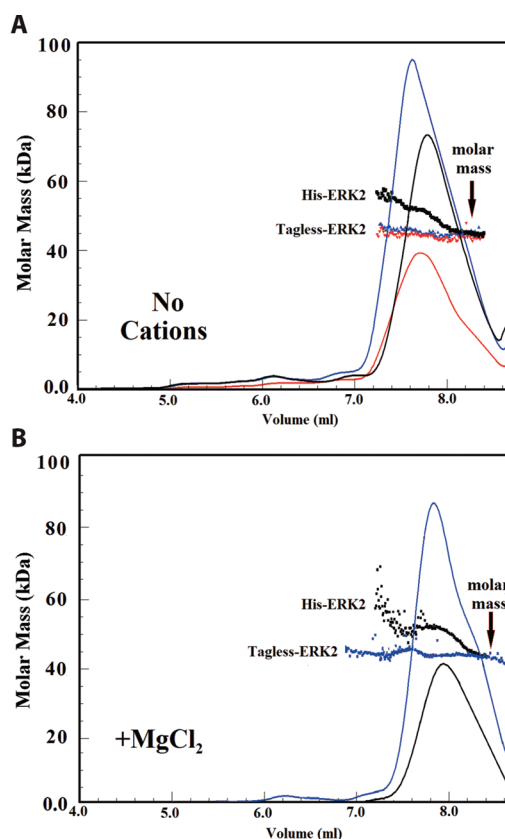 A
100
80
60
40
20
0.0
Molar Mass (kDa)
His-ERK2
Tagless-ERK2
molar
mass
No
Cations
4.0
5.0
6.0
7.0
8.0
Volume (ml)
B
100
80
60
40
20
0.0
Molar Mass (kDa)
His-ERK2
Tagless-ERK2
molar
mass
+MgCl₂
4.0
5.0
6.0
7.0
8.0
Volume (ml)